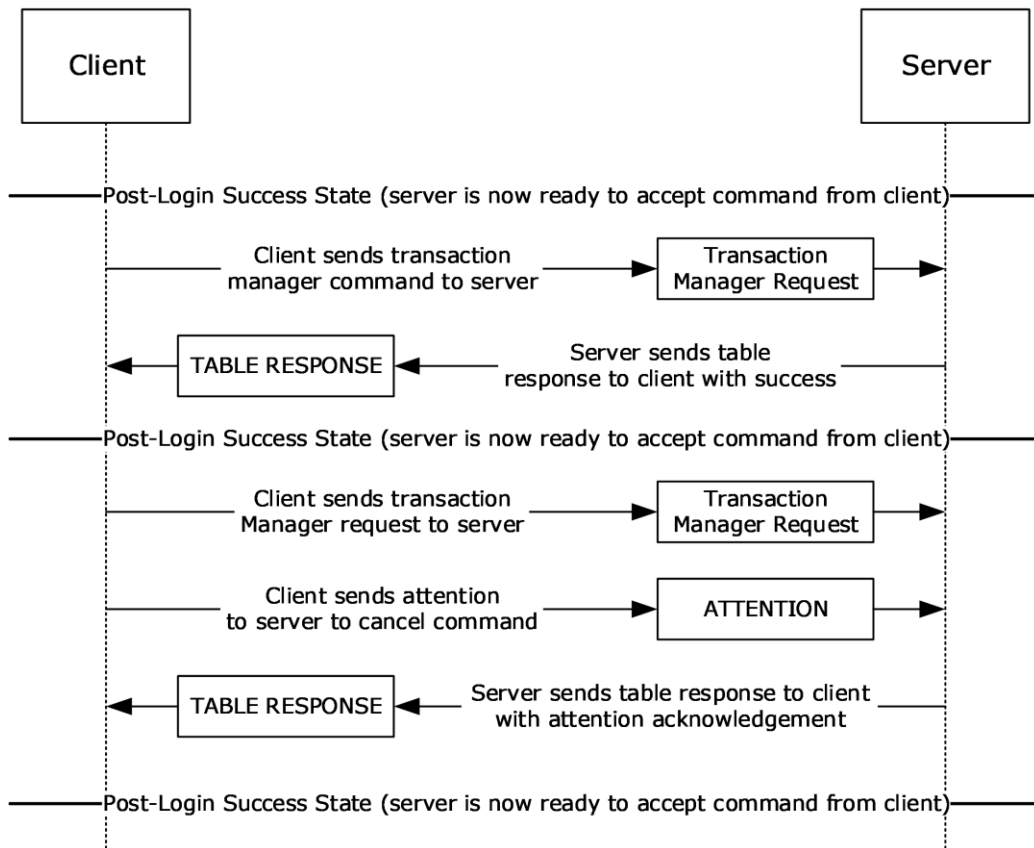 Client
Server
Post-Login Success State (server is now ready to accept command from client)
Client sends transaction
manager command to server
Transaction
Manager Request
TABLE RESPONSE
Server sends table
response to client with success
Post-Login Success State (server is now ready to accept command from client)
Client sends transaction
Manager request to server
Transaction
Manager Request
Client sends attention
to server to cancel command
ATTENTION
TABLE RESPONSE
Server sends table response to client
with attention acknowledgement
Post-Login Success State (server is now ready to accept command from client)